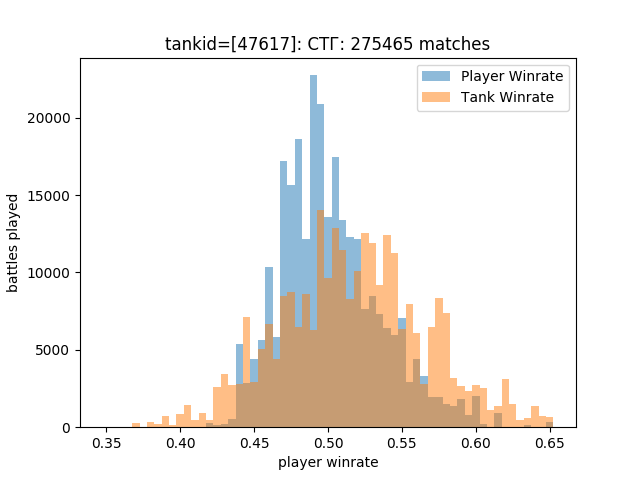 tankid=[47617]: СТГ: 275465 matches
Player Winrate
Tank Winrate
battles played
20000
15000
10000
5000
0
0.35 0.40 0.45 0.50 0.55 0.60 0.65
player winrate